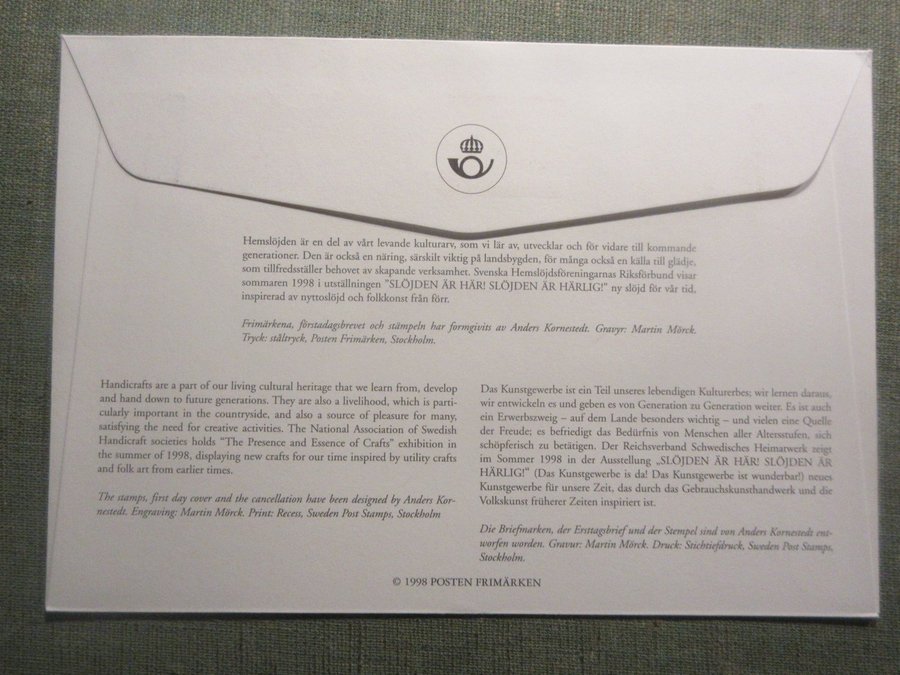 Hemslöjden är en del av vårt levande kulturarv, som vi lär av, utvecklar och för vidare till kommande
generationer. Den är också en näring, särskilt viktig på landsbygden, för många också en källa till glädje,
som tillfredsställer behovet av skapande verksamhet. Svenska Hemslöjdsföreningarnas Riksförbund visar
sommaren 1998 i utställningen "SLÖJDEN ÄR HÄR! SLÖJDEN ÄR HÄRLIG!" ny slöjd för vår tid,
inspirerad av nyttoslöjd och folkkonst från förr.
Frimärkena, förstadagsbrevet och stämpeln har formgivits av Anders Kornestedt. Gravyr: Martin Mörck.
Tryck: ståltryck, Posten Frimärken, Stockholm.
Handicrafts are a part of our living cultural heritage that we learn from, develop
and hand down to future generations. They are also a livelihood, which is parti-
cularly important in the countryside, and also a source of pleasure for many,
satisfying the need for creative activities. The National Association of Swedish
Handicraft societies holds "The Presence and Essence of Crafts" exhibition in
the summer of 1998, displaying new crafts for our time inspired by utility crafts
and folk art from earlier times.
The stamps, first day cover and the cancellation have been designed by Anders Kor-
nestedt. Engraving: Martin Mörck. Print: Recess, Sweden Post Stamps, Stockholm
Das Kunstgewerbe ist ein Teil unseres lebendigen Kulturerbes; wir lernen daraus,
wir entwickeln es und geben es von Generation zu Generation weiter. Es ist auch
ein Erwerbszweig – auf dem Lande besonders wichtig – und vielen eine Quelle
der Freude; es befriedigt das Bedürfnis von Menschen aller Altersstufen, sich
schöpferisch zu betätigen. Der Reichsverband Schwedisches Heimarwerk zeigt
im Sommer 1998 in der Ausstellung „SLÖJDEN ÄR HÄR! SLÖJDEN ÄR
HÄRLIG!" (Das Kunstgewerbe ist da! Das Kunstgewerbe ist wunderbar!) neues
Kunstgewerbe für unsere Zeit, das durch das Gebrauchskunsthandwerk und die
Volkskunst früherer Zeiten inspiriert ist.
Die Briefmarken, der Ersttagsbrief und der Stempel sind von Anders Kornestedt ent-
worfen worden. Gravur: Martin Mörck. Druck: Stichtiefdruck, Sweden Post Stamps,
Stockholm.
© 1998 POSTEN FRIMÄRKEN